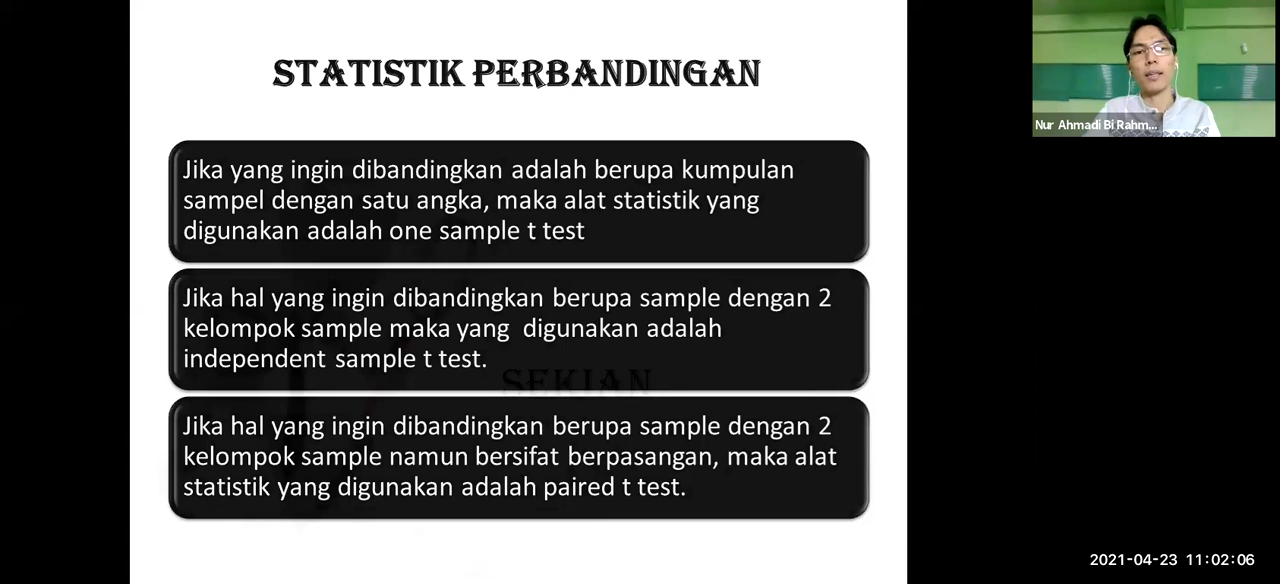 STATISTIK PERBANDINGAN
Jika yang ingin dibandingkan adalah berupa kumpulan
sampel dengan satu angka, maka alat statistik yang
digunakan adalah one sample t test
Jika hal yang ingin dibandingkan berupa sample dengan 2
kelompok sample maka yang digunakan adalah
independent sample t test.
SEKIAN
Jika hal yang ingin dibandingkan berupa sample dengan 2
kelompok sample namun bersifat berpasangan, maka alat
statistik yang digunakan adalah paired t test.
Nur Ahmadi Bi Rahm...
2021-04-23 11:02:06